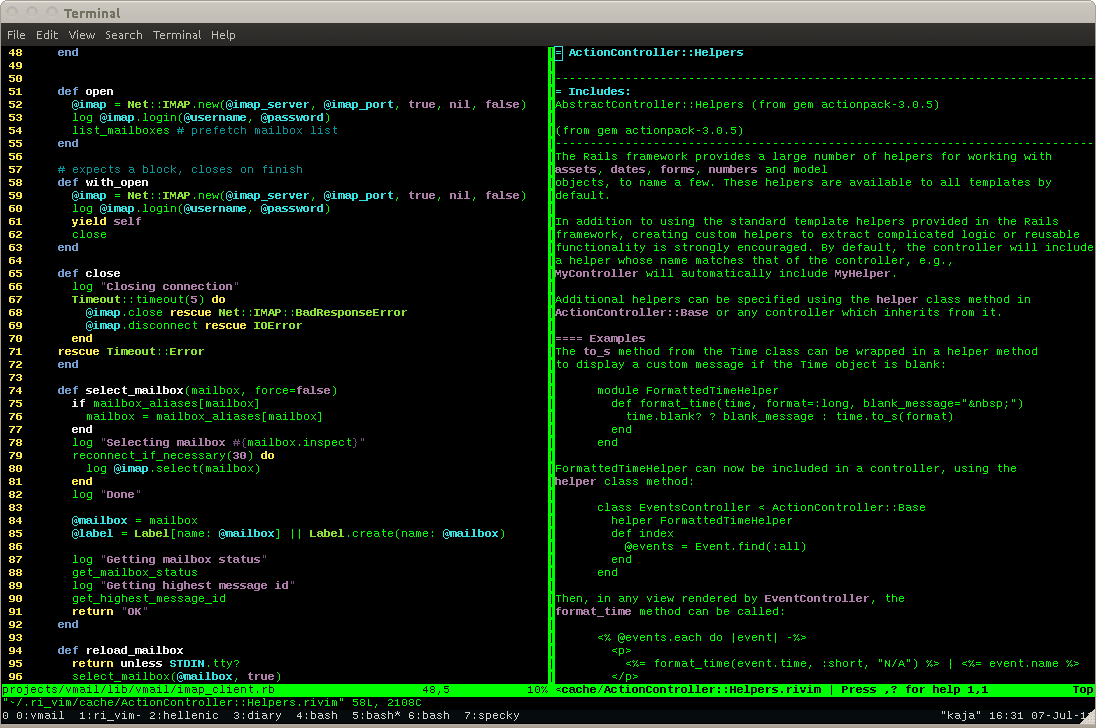 Terminal
File Edit View Search Terminal Help
48 end
49
50
51 def open
52 @imap = Net::IMAP.new(@imap_server, @imap_port, true, nil, false)
53 log @imap.login(@username, @password)
54 list_mailboxes # prefetch mailbox list
55 end
56
57 # expects a block, closes on finish
58 def with_open
59 @imap = Net::IMAP.new(@imap_server, @imap_port, true, nil, false)
60 log @imap.login(@username, @password)
61 yield self
62 close
63 end
64
65 def close
66 log "Closing connection"
67 Timeout::timeout(5) do
68 @imap.close rescue Net::IMAP::BadResponseError
69 @imap.disconnect rescue IOError
70 end
71 rescue Timeout::Error
72 end
73
74 def select_mailbox(mailbox, force=false)
75 if mailbox_aliases[mailbox]
76 mailbox = mailbox_aliases[mailbox]
77 end
78 log "Selecting mailbox #{mailbox.inspect}"
79 reconnect_if_necessary(30) do
80 log @imap.select(mailbox)
81 end
82 log "Done"
83
84 @mailbox = mailbox
85 @label = Label[name: @mailbox] || Label.create(name: @mailbox)
86
87 log "Getting mailbox status"
88 get_mailbox_status
89 log "Getting highest message id"
90 get_highest_message_id
91 return "OK"
92 end
93
94 def reload_mailbox
95 return unless STDIN.tty?
96 select_mailbox(@mailbox, true)
projects/vmail/lib/vmail/imap_client.rb 48,5 10%
= ActionController::Helpers
------------------------------------------------------------------------------
= Includes:
AbstractController::Helpers (from gem actionpack-3.0.5)
(from gem actionpack-3.0.5)
------------------------------------------------------------------------------
The Rails framework provides a large number of helpers for working with
assets, dates, forms, numbers and model
objects, to name a few. These helpers are available to all templates by
default.
In addition to using the standard template helpers provided in the Rails
framework, creating custom helpers to extract complicated logic or reusable
functionality is strongly encouraged. By default, the controller will include
a helper whose name matches that of the controller, e.g.,
MyController will automatically include MyHelper.
Additional helpers can be specified using the helper class method in
ActionController::Base or any controller which inherits from it.
==== Examples
The to_s method from the Time class can be wrapped in a helper method
to display a custom message if the Time object is blank:
module FormattedTimeHelper
def format_time(time, format=:long, blank_message="&nbsp;")
time.blank? ? blank_message : time.to_s(format)
end
end
FormattedTimeHelper can now be included in a controller, using the
helper class method:
class EventsController < ActionController::Base
helper FormattedTimeHelper
def index
@events = Event.find(:all)
end
end
Then, in any view rendered by EventController, the
format_time method can be called:
<% @events.each do |event| -%>
<p>
<%= format_time(event.time, :short, "N/A") %> | <%= event.name %>
</p>
<cache/ActionController::Helpers.rivim | Press ,? for help 1,1 Top
"~/.ri_vim/cache/ActionController::Helpers.rivim" 58L, 2108C
0 0:vmail 1:ri_vim- 2:hellenic 3:diary 4:bash 5:bash* 6:bash 7:specky "kaja" 16:31 07-Jul-1